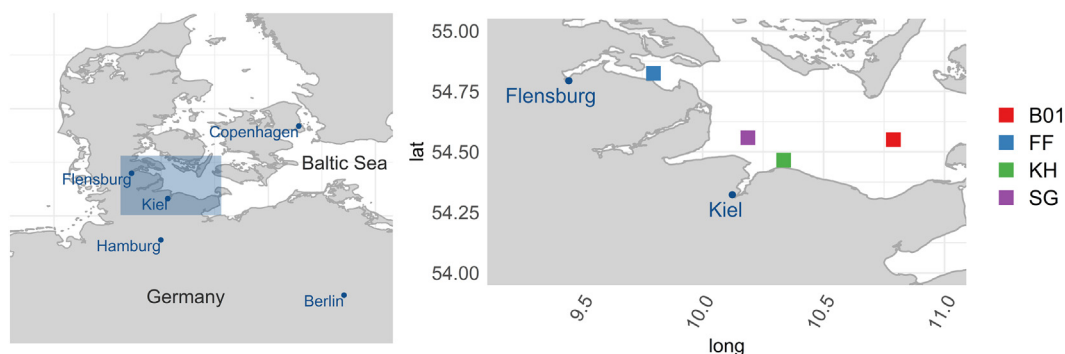 Copenhagen
Baltic Sea
Flensburg
Kiel
Hamburg
Germany
Berlin
lat
55.00
54.75
54.50
54.25
54.00
Flensburg
Kiel
9.5
10.0
10.5
11.0
long
B01
FF
KH
SG